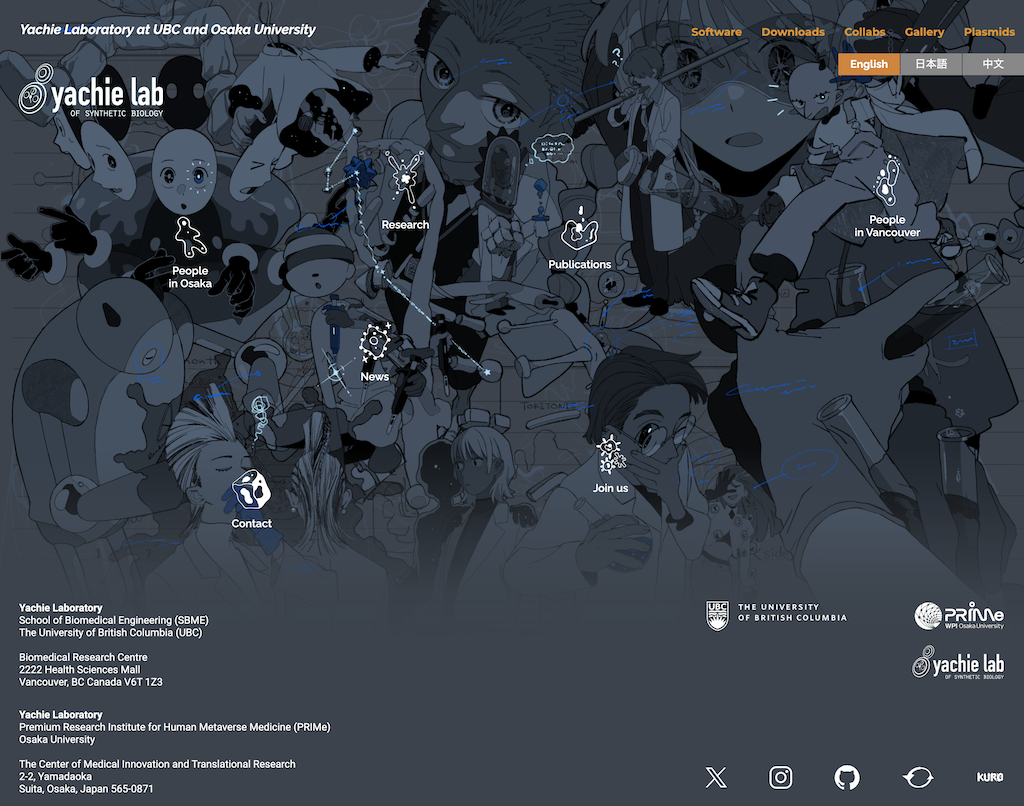 Yachie Laboratory at UBC and Osaka University
Software Downloads Collabs Gallery Plasmids
English 日本語 中文
yachie lab
OF SYNTHETIC BIOLOGY
Research
People
in Vancouver
Publications
People
in Osaka
News
Join us
Contact
Yachie Laboratory
School of Biomedical Engineering (SBME)
The University of British Columbia (UBC)
Biomedical Research Centre
2222 Health Sciences Mall
Vancouver, BC Canada V6T 1Z3
Yachie Laboratory
Premium Research Institute for Human Metaverse Medicine (PRIMe)
Osaka University
The Center of Medical Innovation and Translational Research
2-2, Yamadaoka
Suita, Osaka, Japan 565-0871
UBC
THE UNIVERSITY
OF BRITISH COLUMBIA
PRiMe
WPI Osaka University
yachie lab
OF SYNTHETIC BIOLOGY
KURO